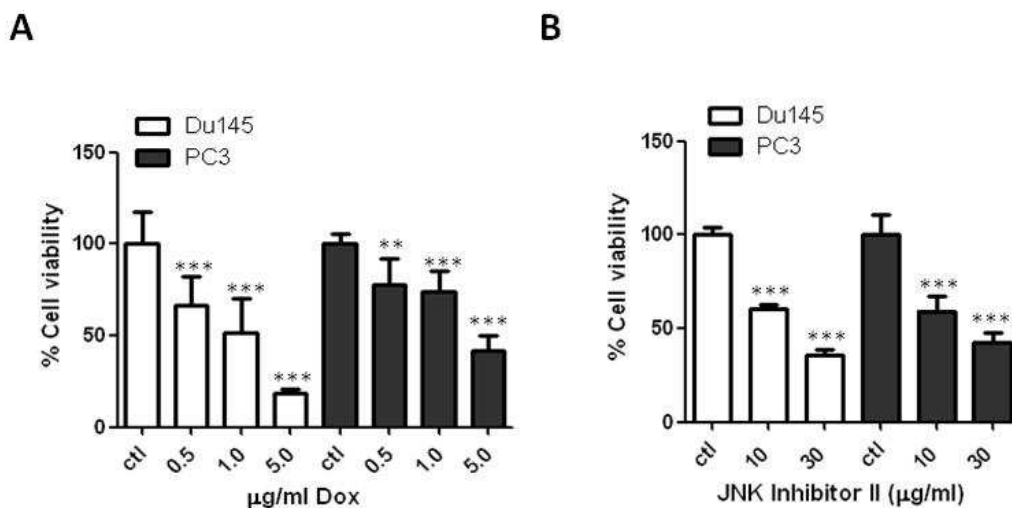 A
Du145
PC3
150
100
50
0
% Cell viability
***
***
***
**
***
***
ctl 0.5 1.0 5.0 ctl 0.5 1.0 5.0
μg/ml Dox
B
Du145
PC3
150
100
50
0
% Cell viability
***
***
***
***
ctl 10 30 ctl 10 30
JNK Inhibitor II (μg/ml)